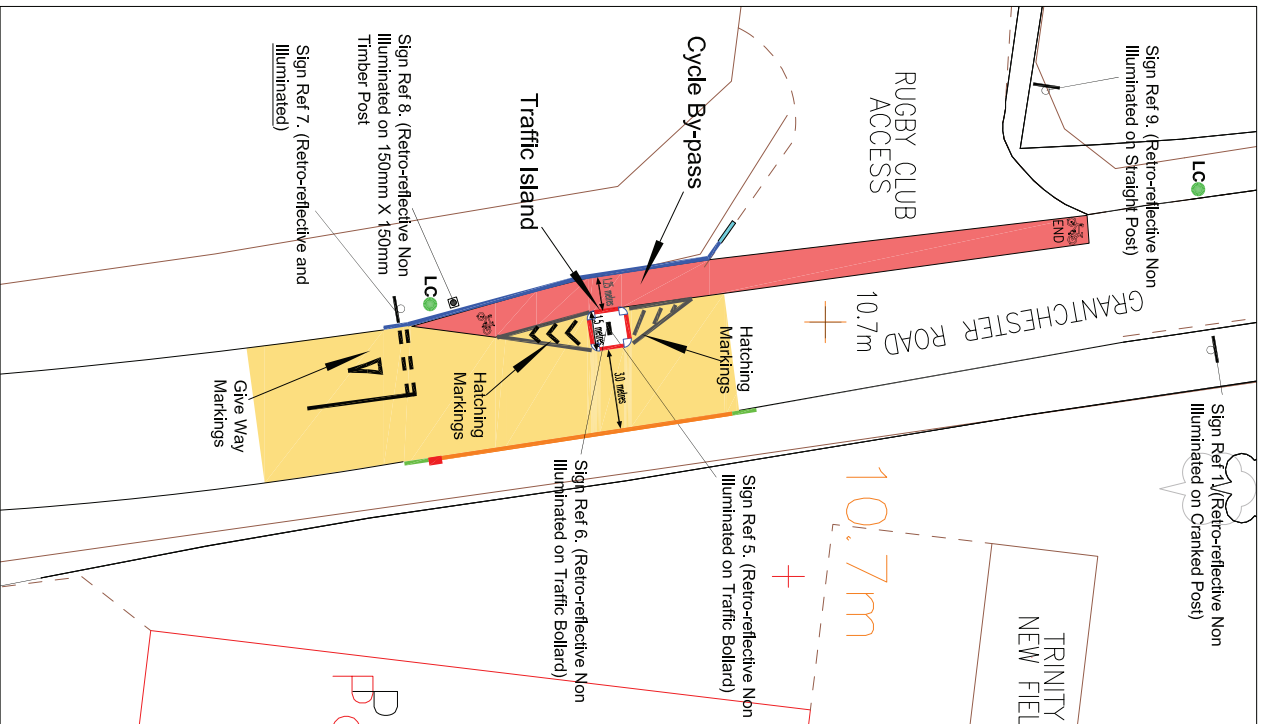 Sign Ref 9. (Retro-reflective Non
Illuminated on Straight Post)
LC
RUGBY CLUB
ACCESS
END
GRANTCHESTER ROAD
10.7m
Cycle By-pass
Traffic Island
Sign Ref 8. (Retro-reflective Non
Illuminated on 150mm X 150mm
Timber Post
Sign Ref 7. (Retro-reflective and
Illuminated)
LC
1.25 metres
1.5 metres
3.0 metres
Hatching
Markings
Hatching
Markings
Give Way
Markings
Sign Ref 1. (Retro-reflective Non
Illuminated on Cranked Post)
Sign Ref 5. (Retro-reflective Non
Illuminated on Traffic Bollard)
Sign Ref 6. (Retro-reflective Non
Illuminated on Traffic Bollard)
10.7m
TRINITY
NEW FIEL